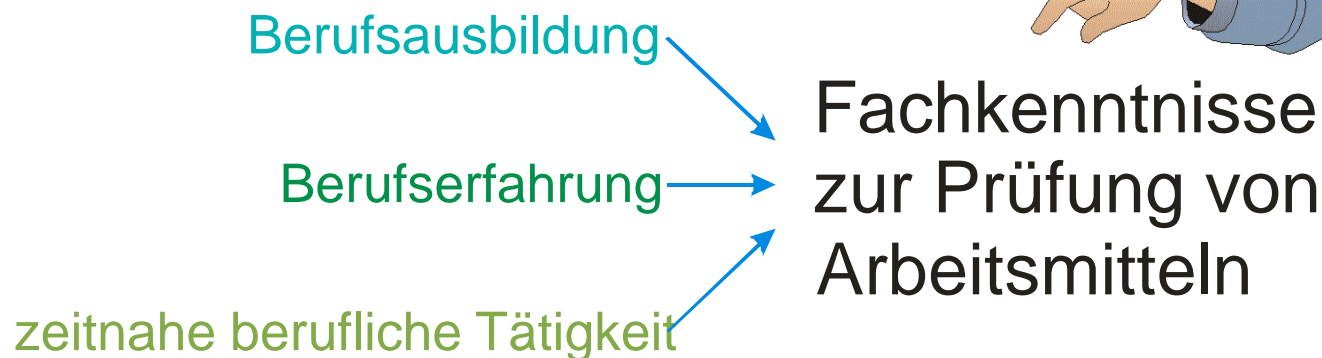 Berufsausbildung
Berufserfahrung
zeitnahe berufliche Tätigkeit
Fachkenntnisse
zur Prüfung von
Arbeitsmitteln